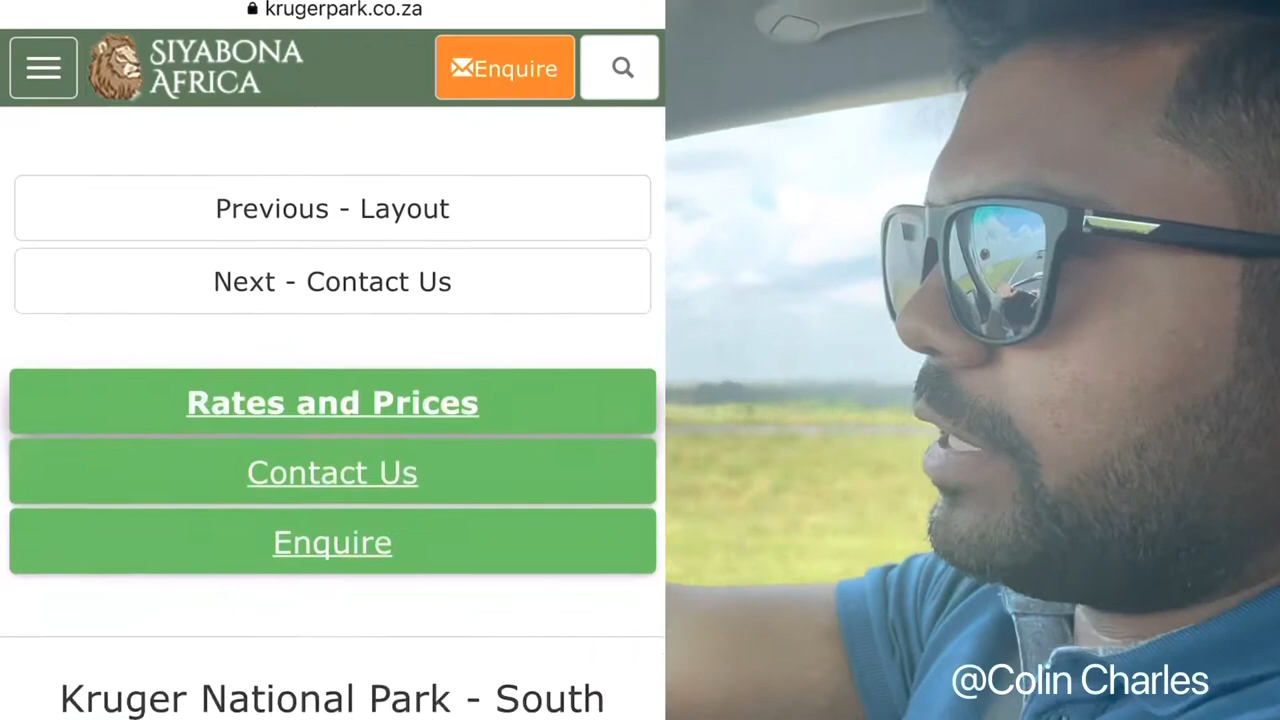 krugerpark.co.za
SIYABONA
AFRICA
Enquire
Previous - Layout
Next - Contact Us
Rates and Prices
Contact Us
Enquire
Kruger National Park - South
@Colin Charles